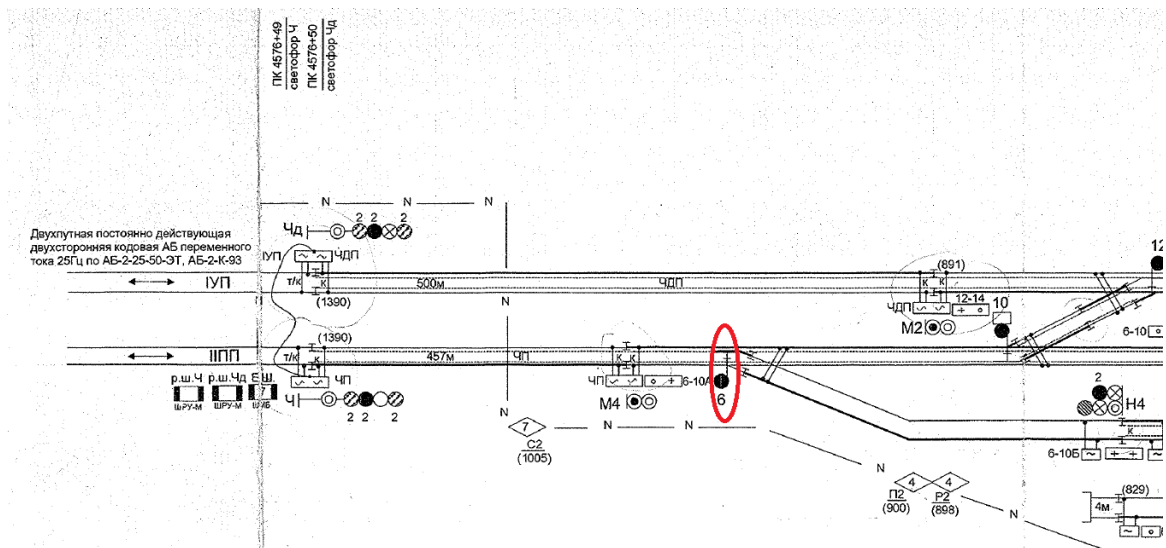 ПК 4576+49
светофор Ч
ПК 4576+50
светофор Чд
N N N
Чд
2 2 2
Двухпутная постоянно действующая
двухсторонняя кодовая АБ переменного
тока 25Гц по АБ-2-25-50-ЭТ, АБ-2-К-93
IУП ЧДП
(891)
12
IУП т/к К 500м ЧДП К К
(1390)
N
ЧДП 12-14
10
М2
6-10
(1390)
IIПП т/к К 457м ЧП К К
р.ш.Ч р.ш.Чд Б.Ш.
ЧП
ЧП 6-10А
2
ШРУ-М ШРУ-М
7
Ч
2 2 2
М4
6
Н4
N
7
N N
С2
(1005)
К
6-10Б
N
4 4
П2
(900)
Р2
(898)
N
(829)
4м